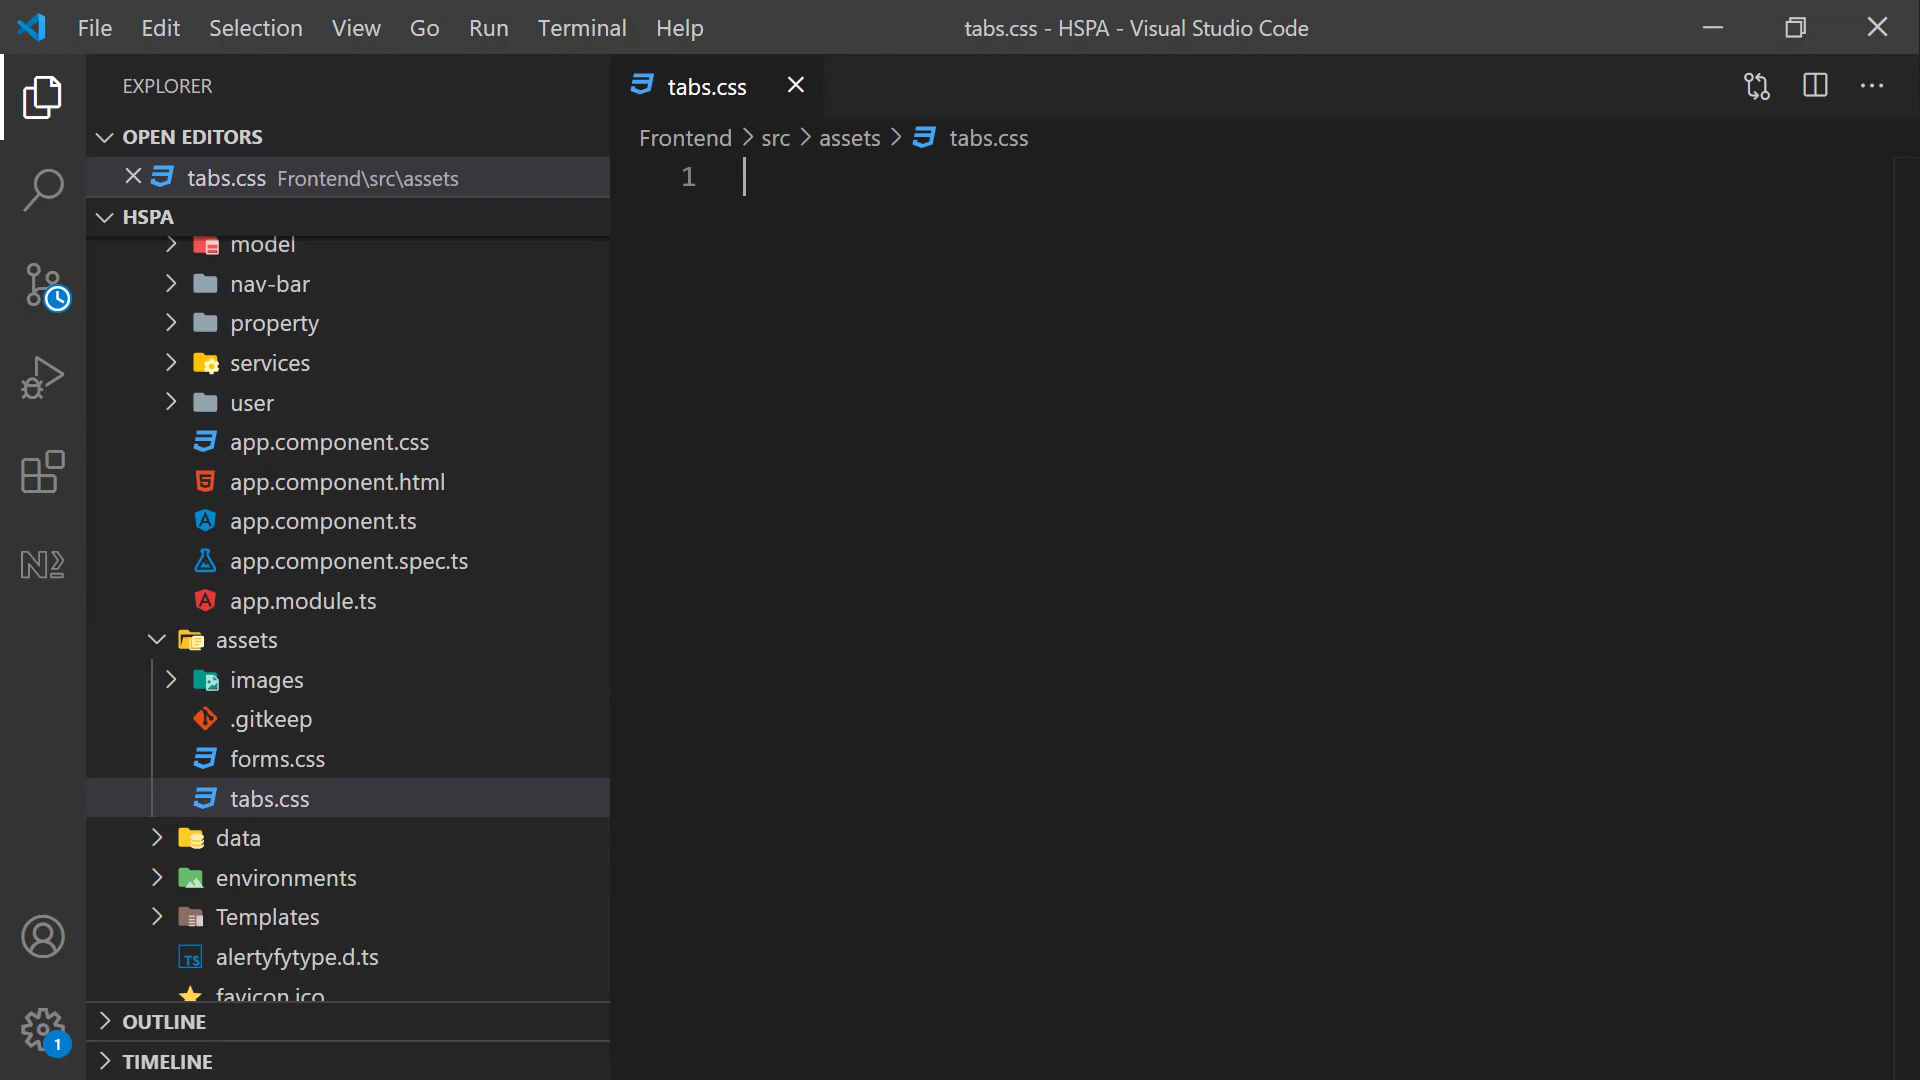 File Edit Selection View Go Run Terminal Help
tabs.css - HSPA - Visual Studio Code
EXPLORER
OPEN EDITORS
tabs.css Frontend\src\assets
HSPA
model
nav-bar
property
services
user
app.component.css
app.component.html
app.component.ts
app.component.spec.ts
app.module.ts
assets
images
.gitkeep
forms.css
tabs.css
data
environments
Templates
TS alertyfytype.d.ts
favicon.ico
OUTLINE
1
TIMELINE
tabs.css
Frontend > src > assets > tabs.css
1